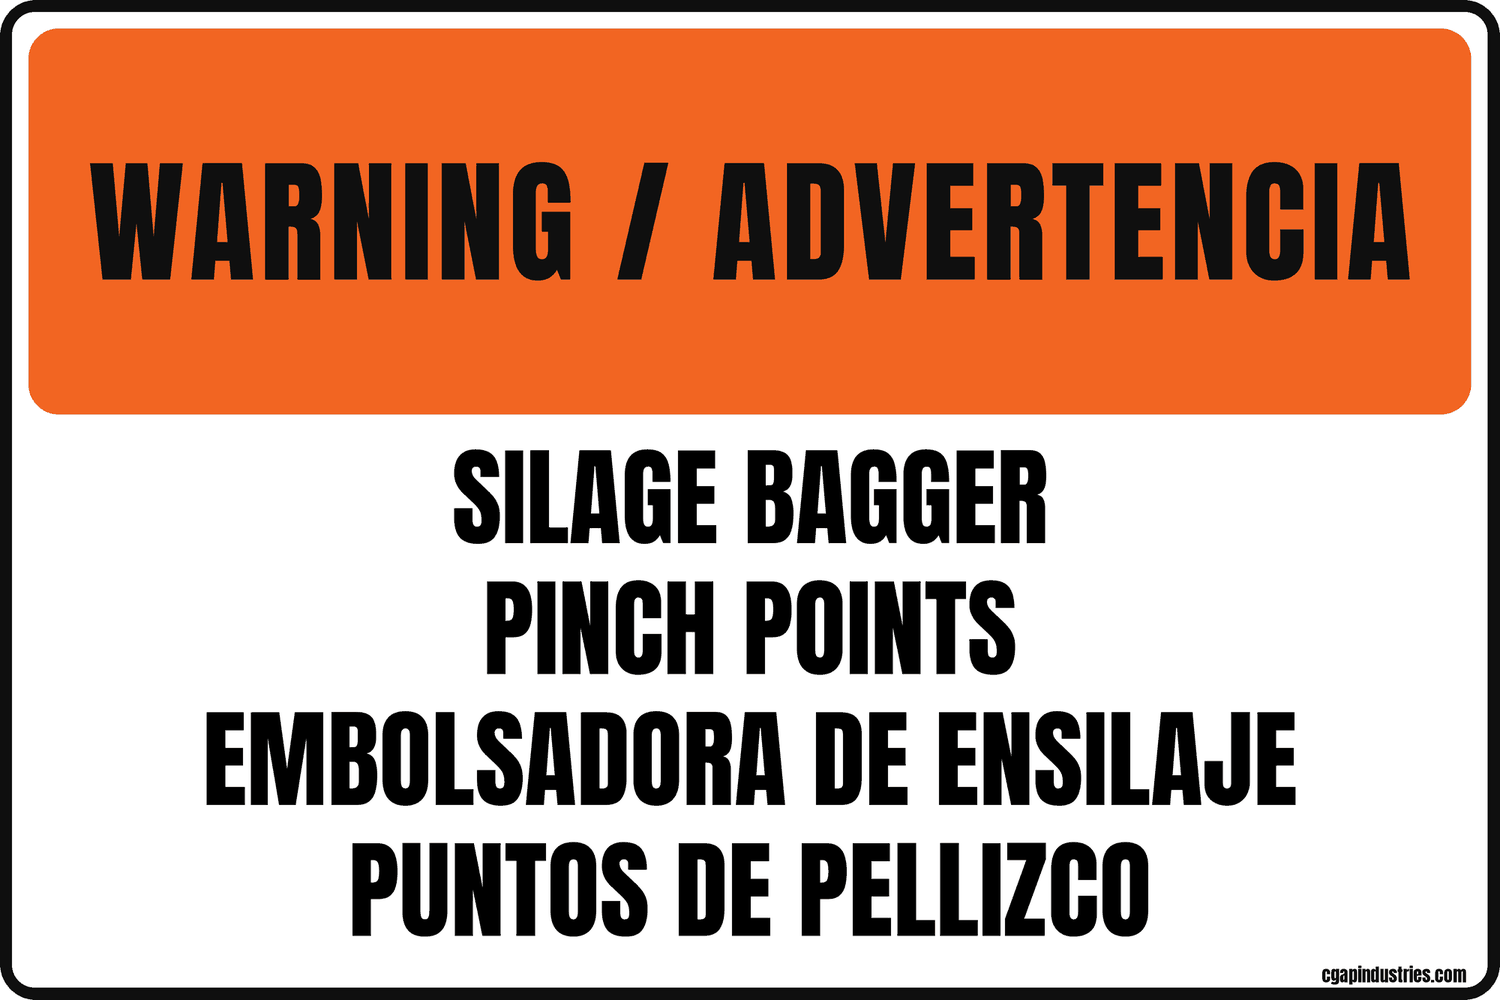 WARNING / ADVERTENCIA
SILAGE BAGGER
PINCH POINTS
EMBOLSADORA DE ENSILAJE
PUNTOS DE PELLIZCO
cgapindustries.com